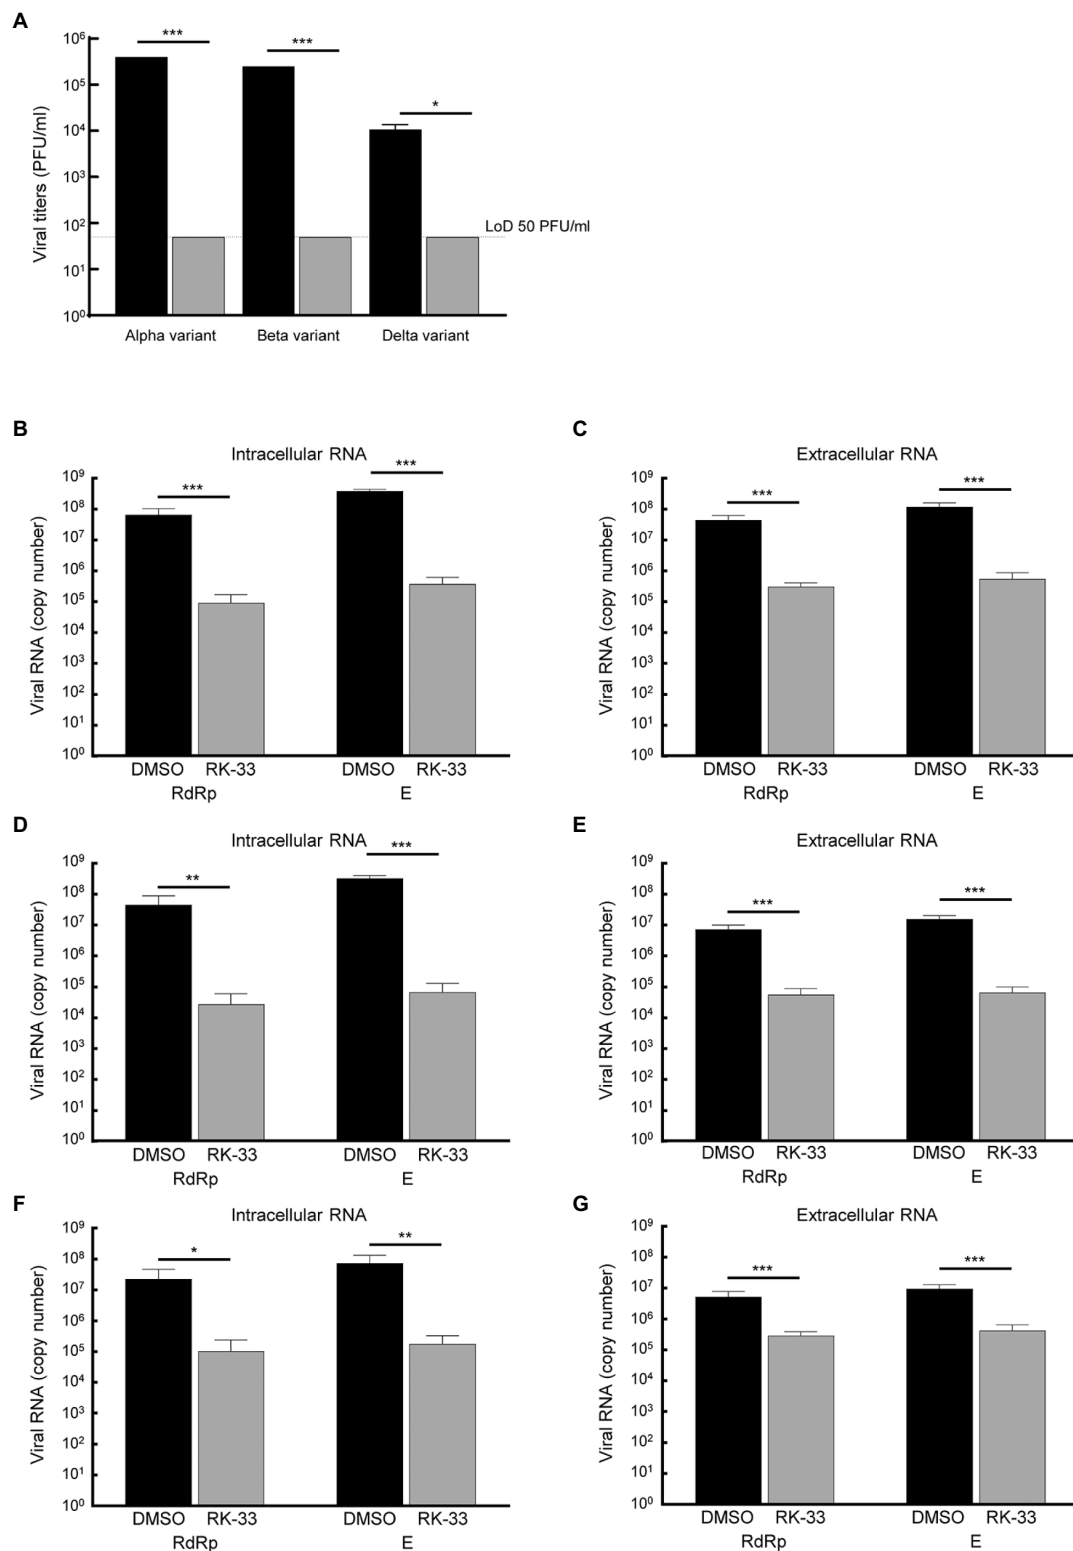 A
***
***
*
10⁶
10⁵
10⁴
10³
10²
10¹
10⁰
Viral titers (PFU/ml)
LoD 50 PFU/ml
Alpha variant
Beta variant
Delta variant
B
Intracellular RNA
***
***
10⁹
10⁸
10⁷
10⁶
10⁵
10⁴
10³
10²
10¹
10⁰
Viral RNA (copy number)
DMSO RK-33 DMSO RK-33
RdRp E
C
Extracellular RNA
***
***
10⁹
10⁸
10⁷
10⁶
10⁵
10⁴
10³
10²
10¹
10⁰
Viral RNA (copy number)
DMSO RK-33 DMSO RK-33
RdRp E
D
Intracellular RNA
**
***
10⁹
10⁸
10⁷
10⁶
10⁵
10⁴
10³
10²
10¹
10⁰
Viral RNA (copy number)
DMSO RK-33 DMSO RK-33
RdRp E
E
Extracellular RNA
***
***
10⁹
10⁸
10⁷
10⁶
10⁵
10⁴
10³
10²
10¹
10⁰
Viral RNA (copy number)
DMSO RK-33 DMSO RK-33
RdRp E
F
Intracellular RNA
*
**
10⁹
10⁸
10⁷
10⁶
10⁵
10⁴
10³
10²
10¹
10⁰
Viral RNA (copy number)
DMSO RK-33 DMSO RK-33
RdRp E
G
Extracellular RNA
***
***
10⁹
10⁸
10⁷
10⁶
10⁵
10⁴
10³
10²
10¹
10⁰
Viral RNA (copy number)
DMSO RK-33 DMSO RK-33
RdRp E